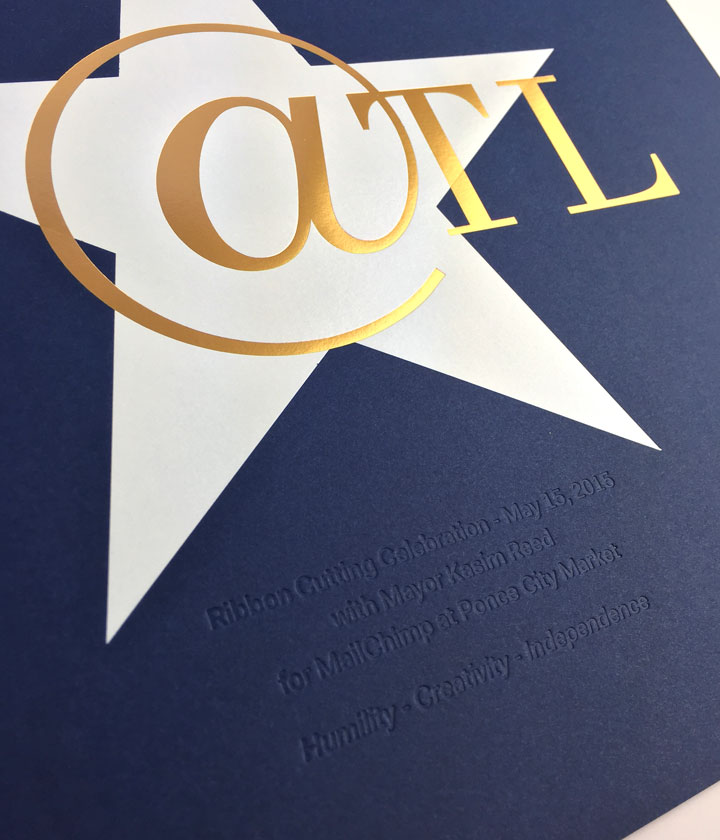 @ATL
Ribbon Cutting Celebration - May 15, 2015
with Mayor Kasim Reed
for MailChimp at Ponce City Market
Humility - Creativity - Independence